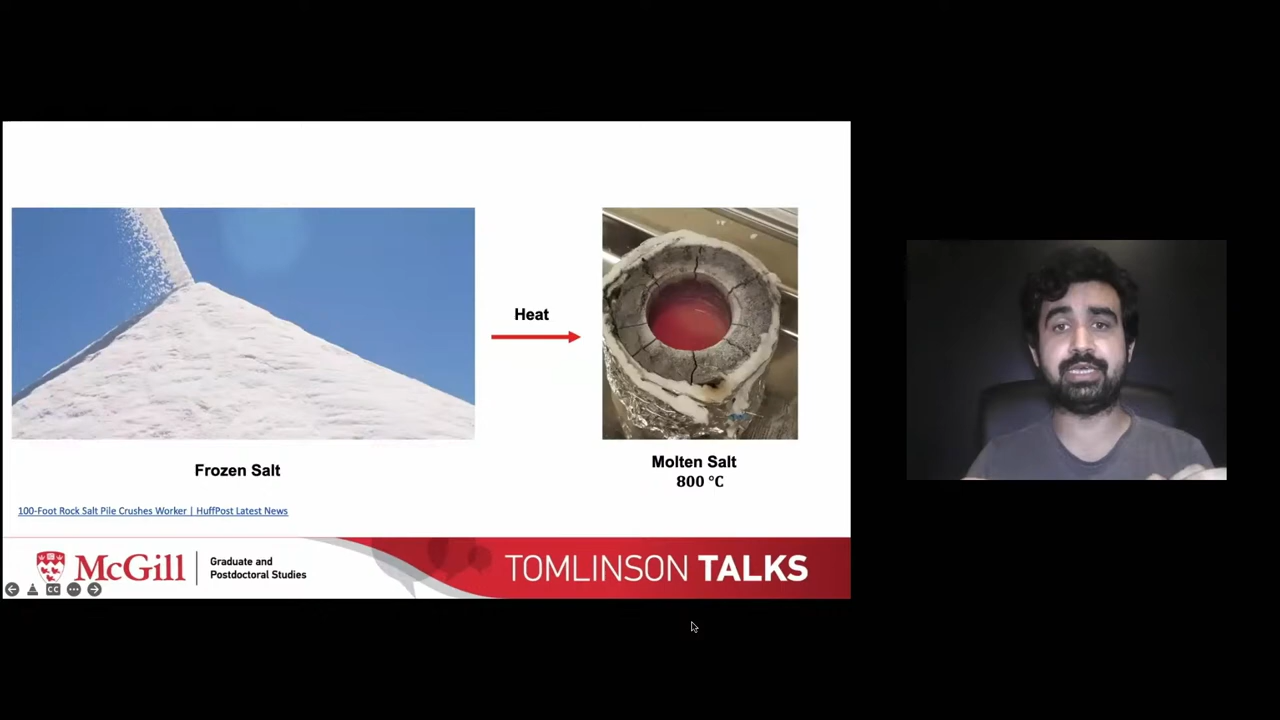 Heat
Frozen Salt
Molten Salt
800 °C
100-Foot Rock Salt Pile Crushes Worker | HuffPost Latest News
McGill
Graduate and
Postdoctoral Studies
TOMLINSON TALKS
CC